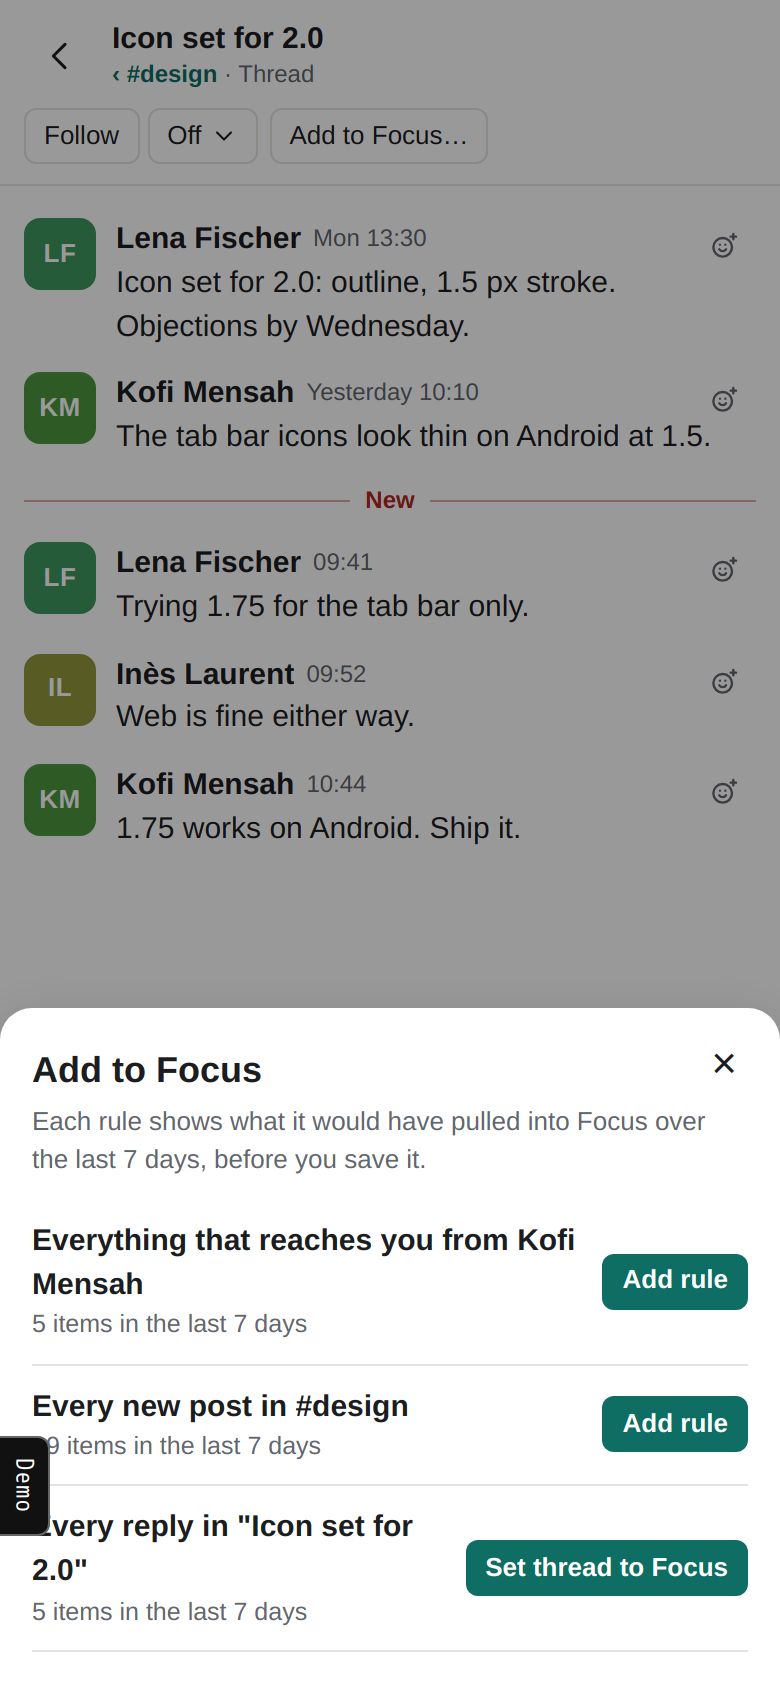 Icon set for 2.0
‹ #design · Thread
Follow
Off
Add to Focus…
LF
Lena Fischer Mon 13:30
Icon set for 2.0: outline, 1.5 px stroke.
Objections by Wednesday.
KM
Kofi Mensah Yesterday 10:10
The tab bar icons look thin on Android at 1.5.
New
LF
Lena Fischer 09:41
Trying 1.75 for the tab bar only.
IL
Inès Laurent 09:52
Web is fine either way.
KM
Kofi Mensah 10:44
1.75 works on Android. Ship it.
Add to Focus
Each rule shows what it would have pulled into Focus over
the last 7 days, before you save it.
Everything that reaches you from Kofi
Mensah
5 items in the last 7 days
Add rule
Every new post in #design
items in the last 7 days
Add rule
Demo
Every reply in "Icon set for
2.0"
5 items in the last 7 days
Set thread to Focus